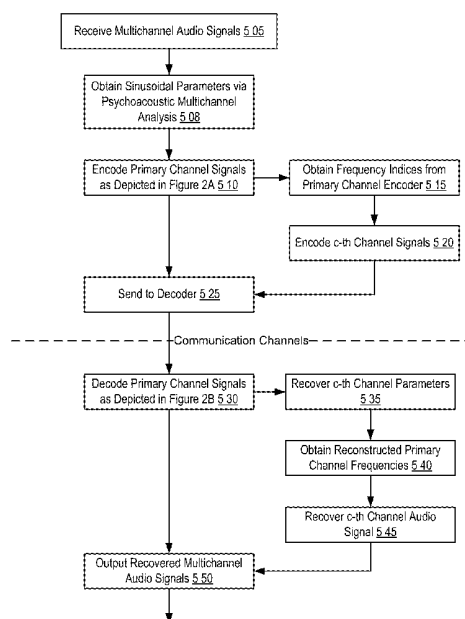 Receive Multichannel Audio Signals 5 05
Obtain Sinusoidal Parameters via
Psychoacoustic Multichannel
Analysis 5 08
Encode Primary Channel Signals
as Depicted in Figure 2A 5 10
Obtain Frequency Indices from
Primary Channel Encoder 5 15
Encode c-th Channel Signals 5 20
Send to Decoder 5 25
Communication Channels
Decode Primary Channel Signals
as Depicted in Figure 2B 5 30
Recover c-th Channel Parameters
5 35
Obtain Reconstructed Primary
Channel Frequencies 5 40
Recover c-th Channel Audio
Signal 5 45
Output Recovered Multichannel
Audio Signals 5 50